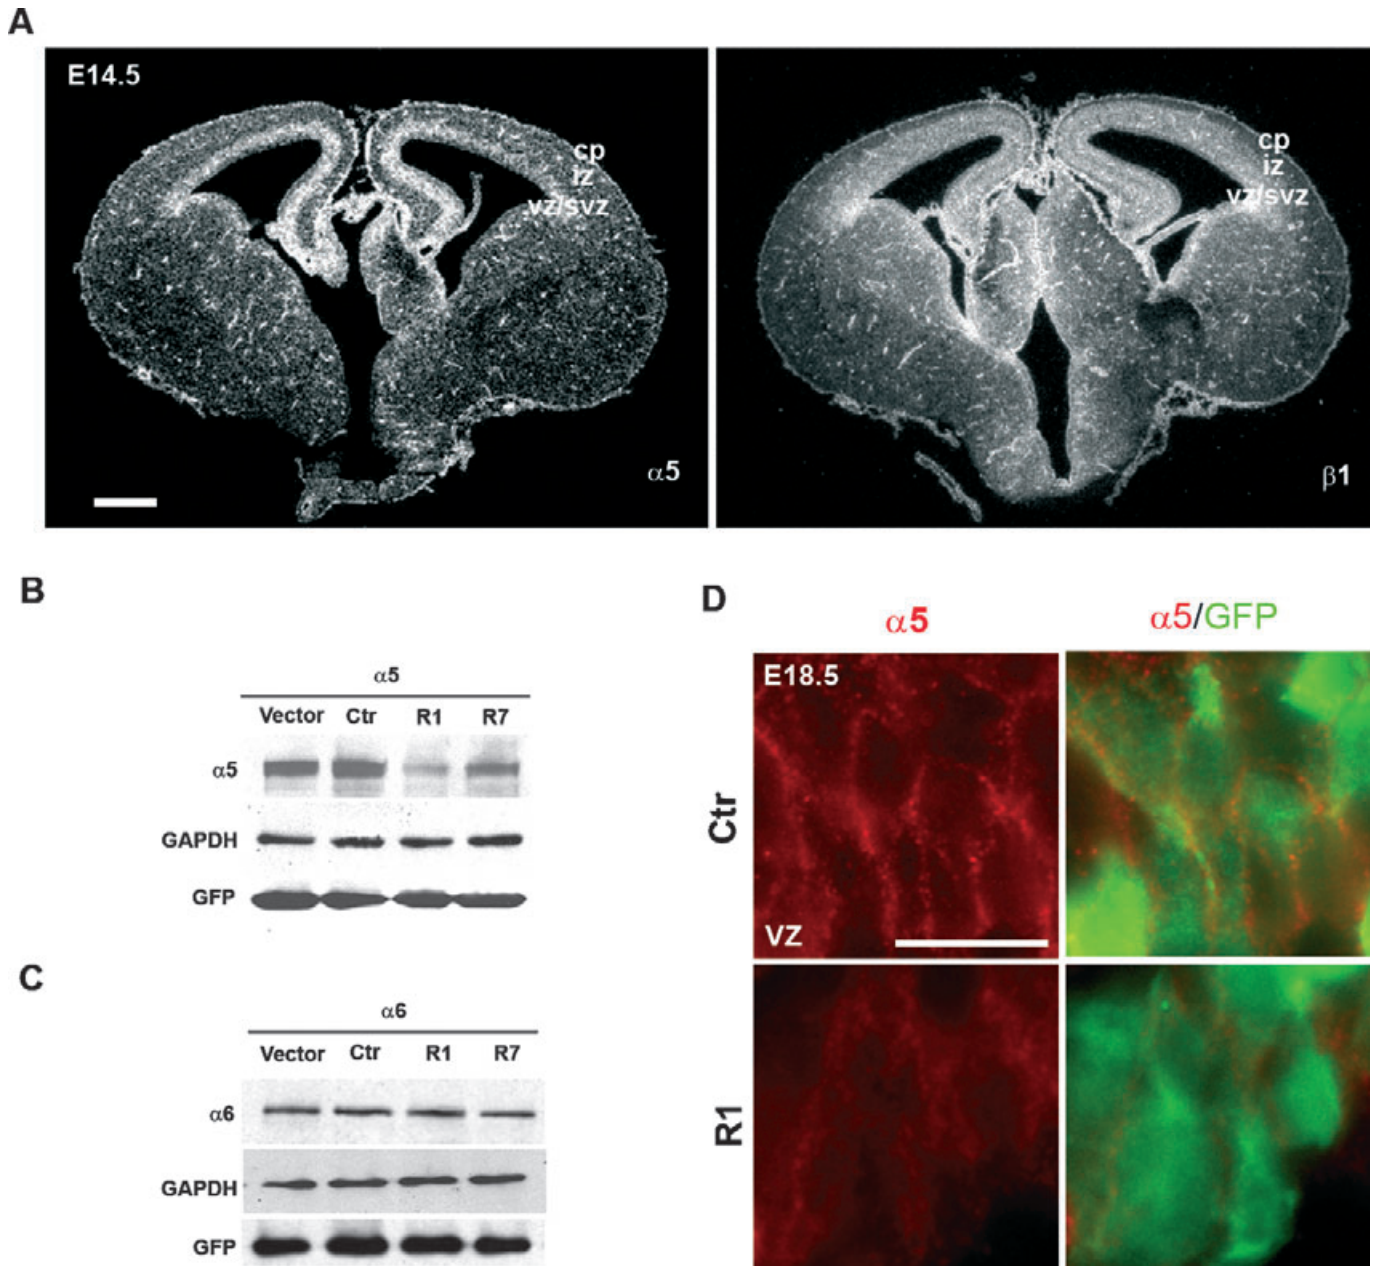 A
E14.5
cp
iz
vz/svz
α5
cp
iz
vz/svz
β1
B
α5
Vector Ctr R1 R7
α5
GAPDH
GFP
C
α6
Vector Ctr R1 R7
α6
GAPDH
GFP
D
α5 α5/GFP
Ctr
E18.5
VZ
R1